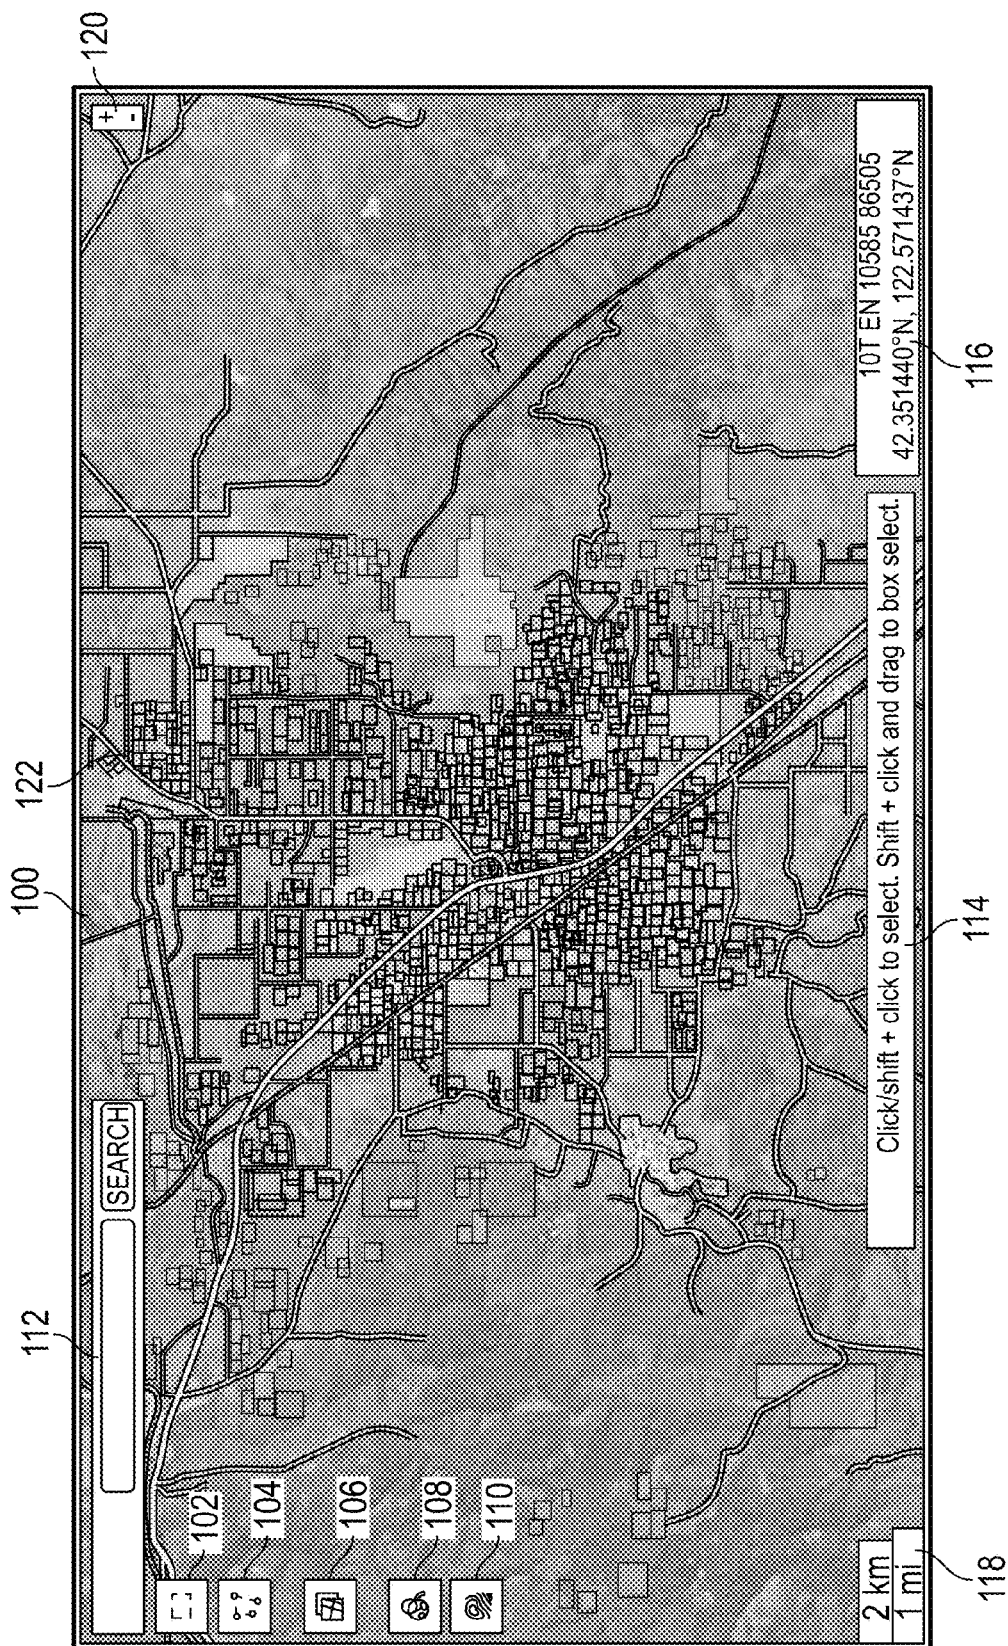 112
100
122
120
SEARCH
+
-
102
104
106
108
110
2 km
1 mi
118
Click/shift + click to select. Shift + click and drag to box select.
114
10T EN 10585 86505
42.351440°N, 122.571437°N
116